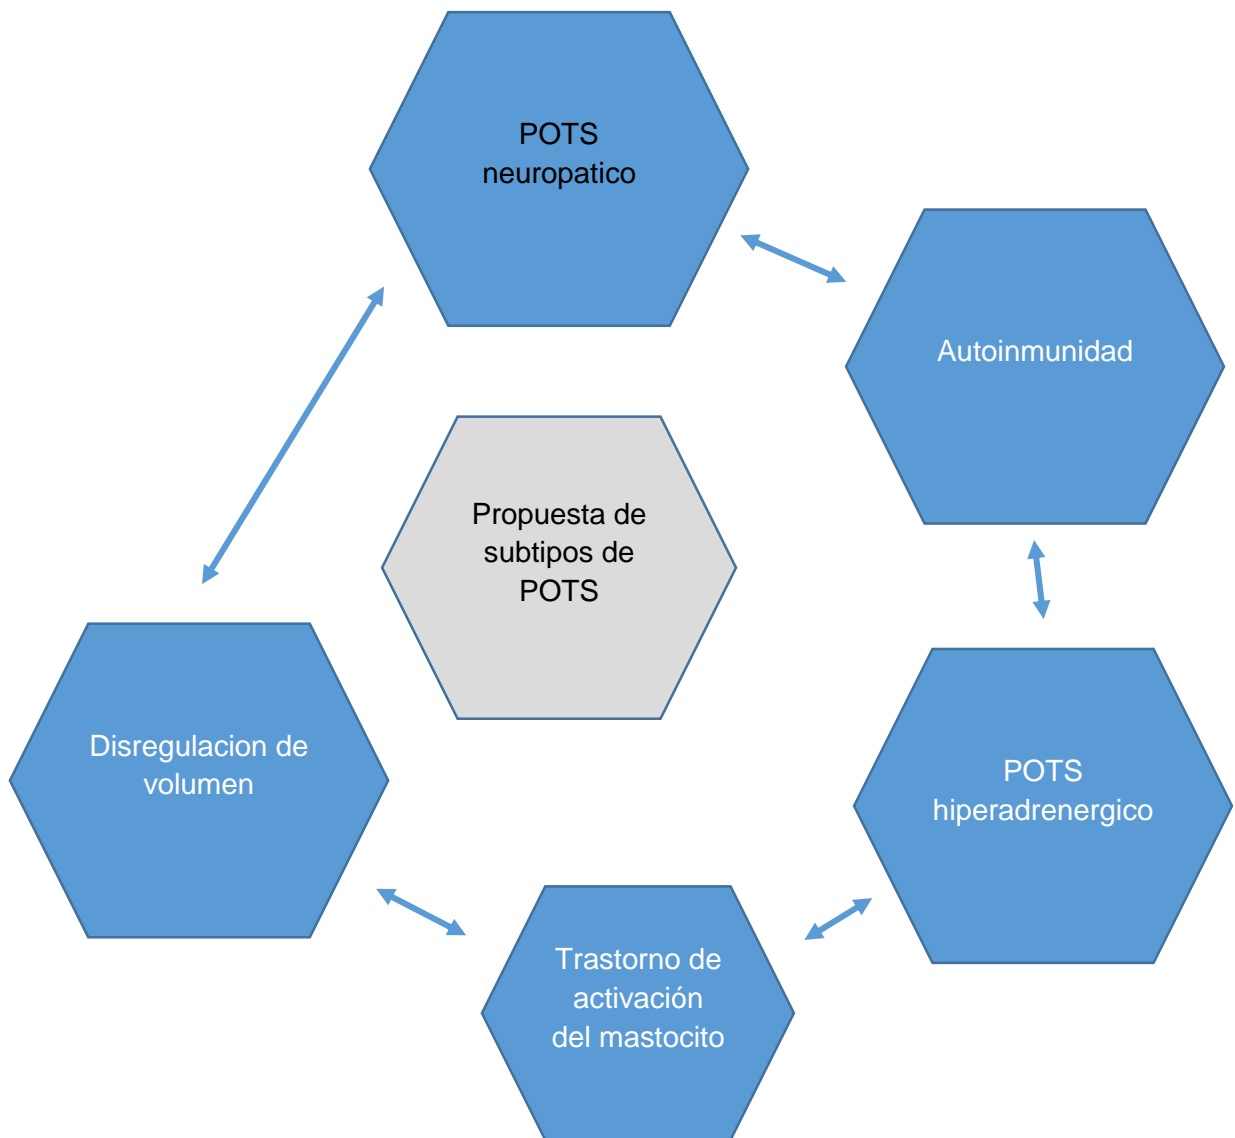 POTS
neuropatico
Autoinmunidad
Propuesta de
subtipos de
POTS
Disregulacion de
volumen
POTS
hiperadrenergico
Trastorno de
activación
del mastocito